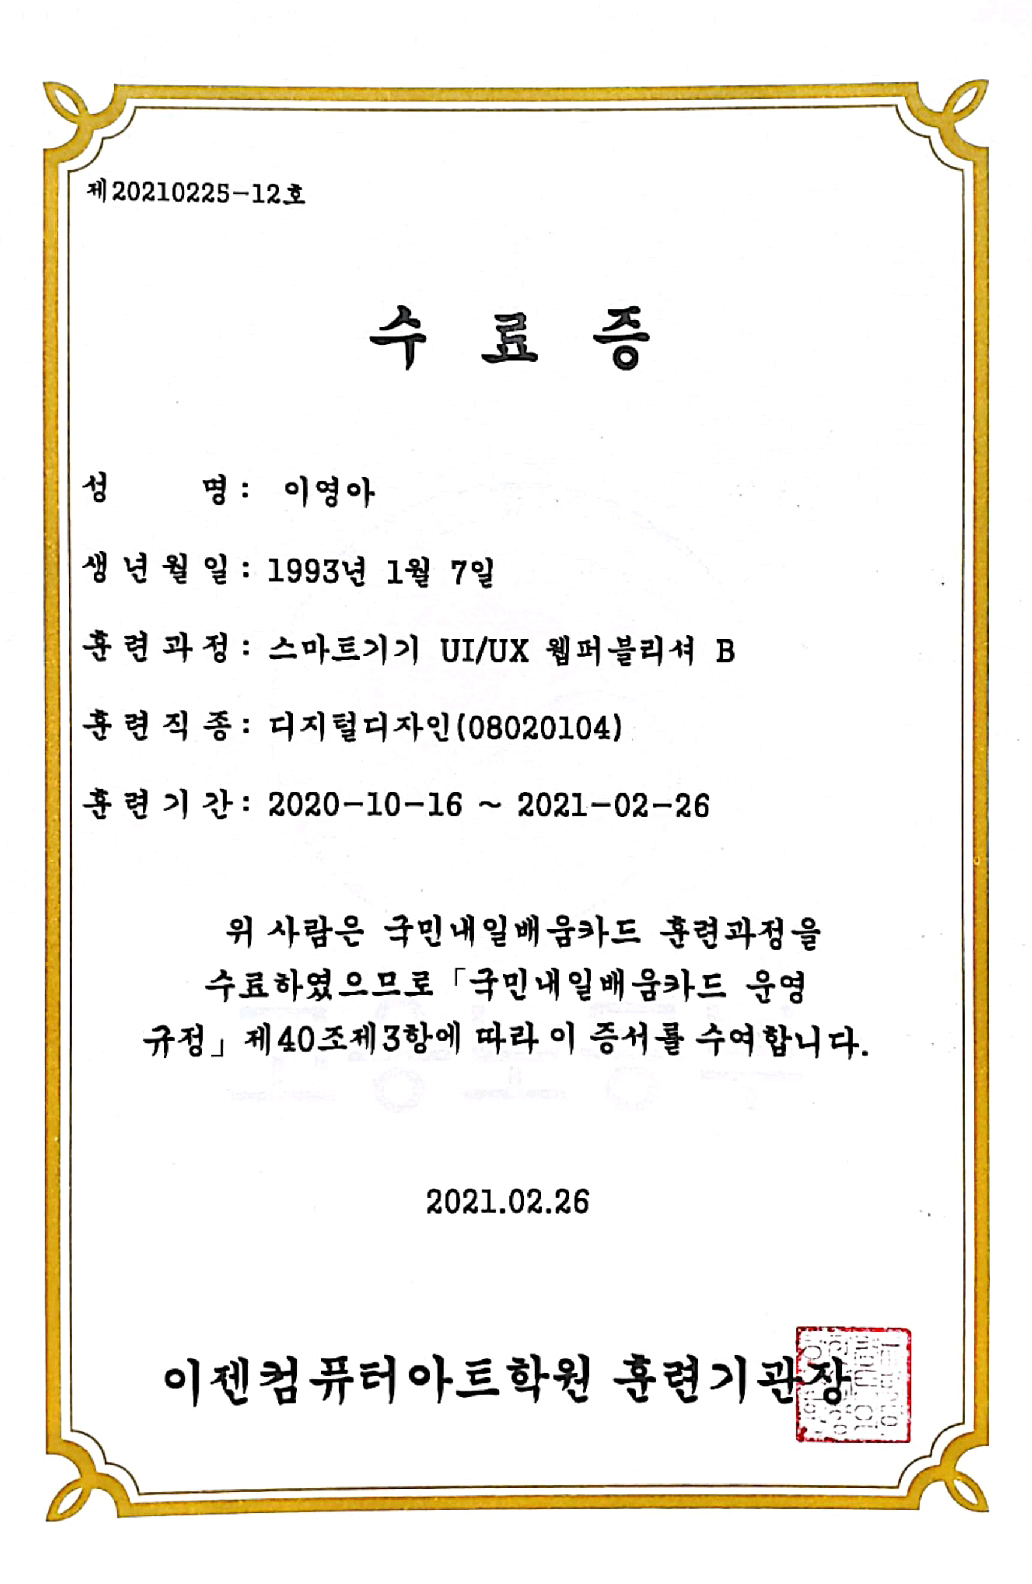 제20210225-12호
수 료 증
성 명: 이영아
생년월일: 1993년 1월 7일
훈련과정: 스마트기기 UI/UX 웹퍼블리셔 B
훈련직종: 디지털디자인(08020104)
훈련기간: 2020-10-16 ~ 2021-02-26
위 사람은 국민내일배움카드 훈련과정을
수료하였으므로 「국민내일배움카드 운영
규정」 제40조제3항에 따라 이 증서를 수여합니다.
2021.02.26
이젠컴퓨터아트학원 훈련기관장